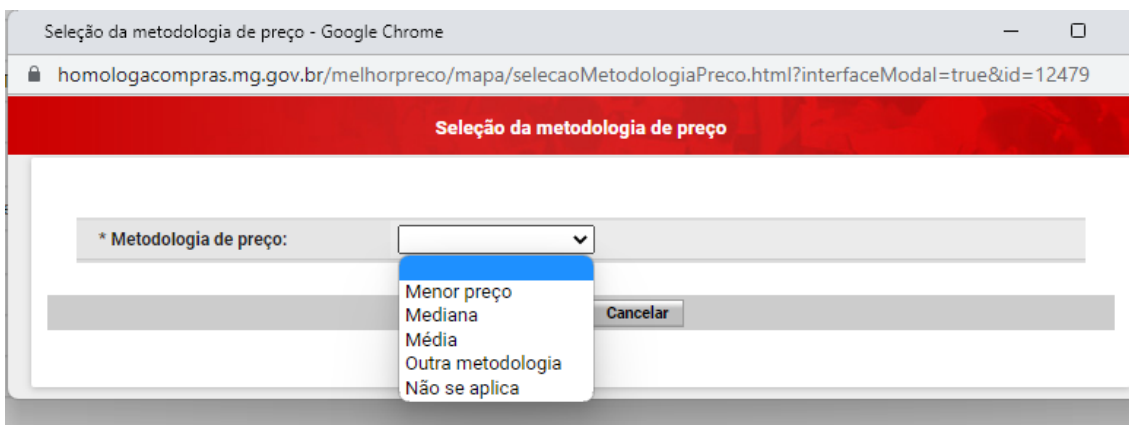 Seleção da metodologia de preço - Google Chrome
homologacompras.mg.gov.br/melhorpreco/mapa/selecaoMetodologiaPreco.html?interfaceModal=true&id=12479
Seleção da metodologia de preço
* Metodologia de preço:
Menor preço
Mediana
Cancelar
Média
Outra metodologia
Não se aplica